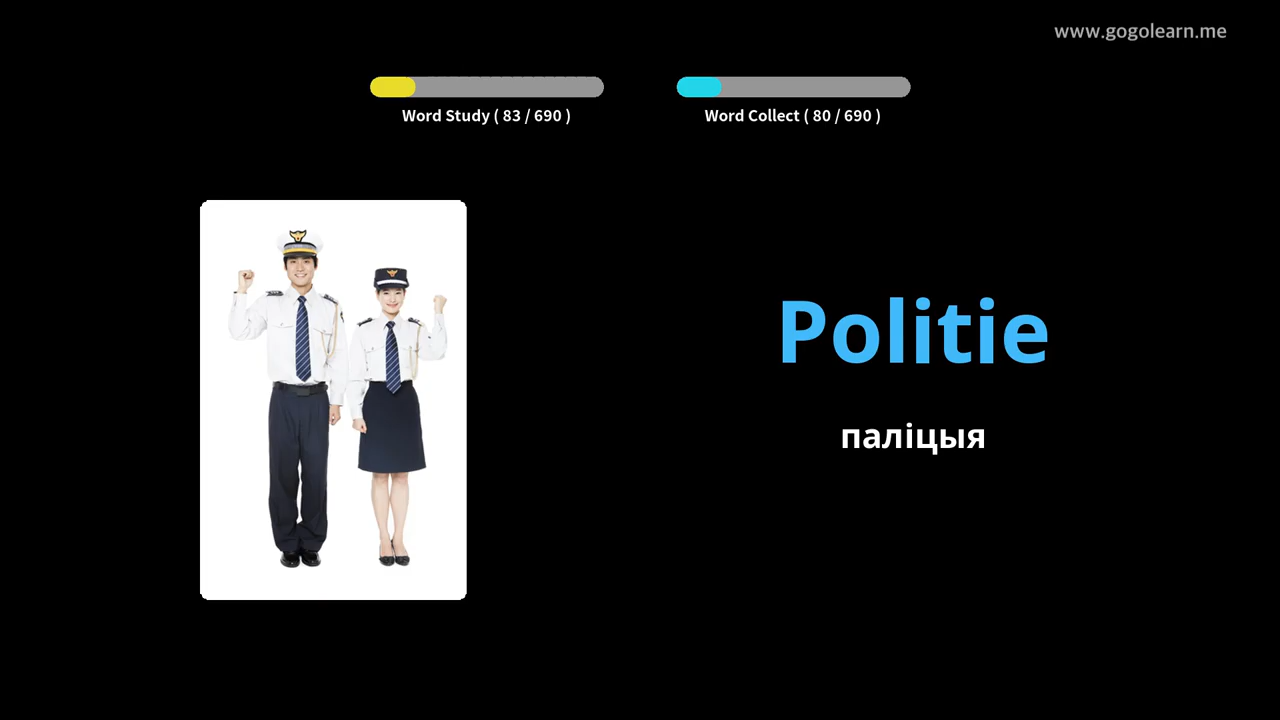 www.gogolearn.me
Word Study ( 83 / 690 )
Word Collect ( 80 / 690 )
Politie
паліцыя